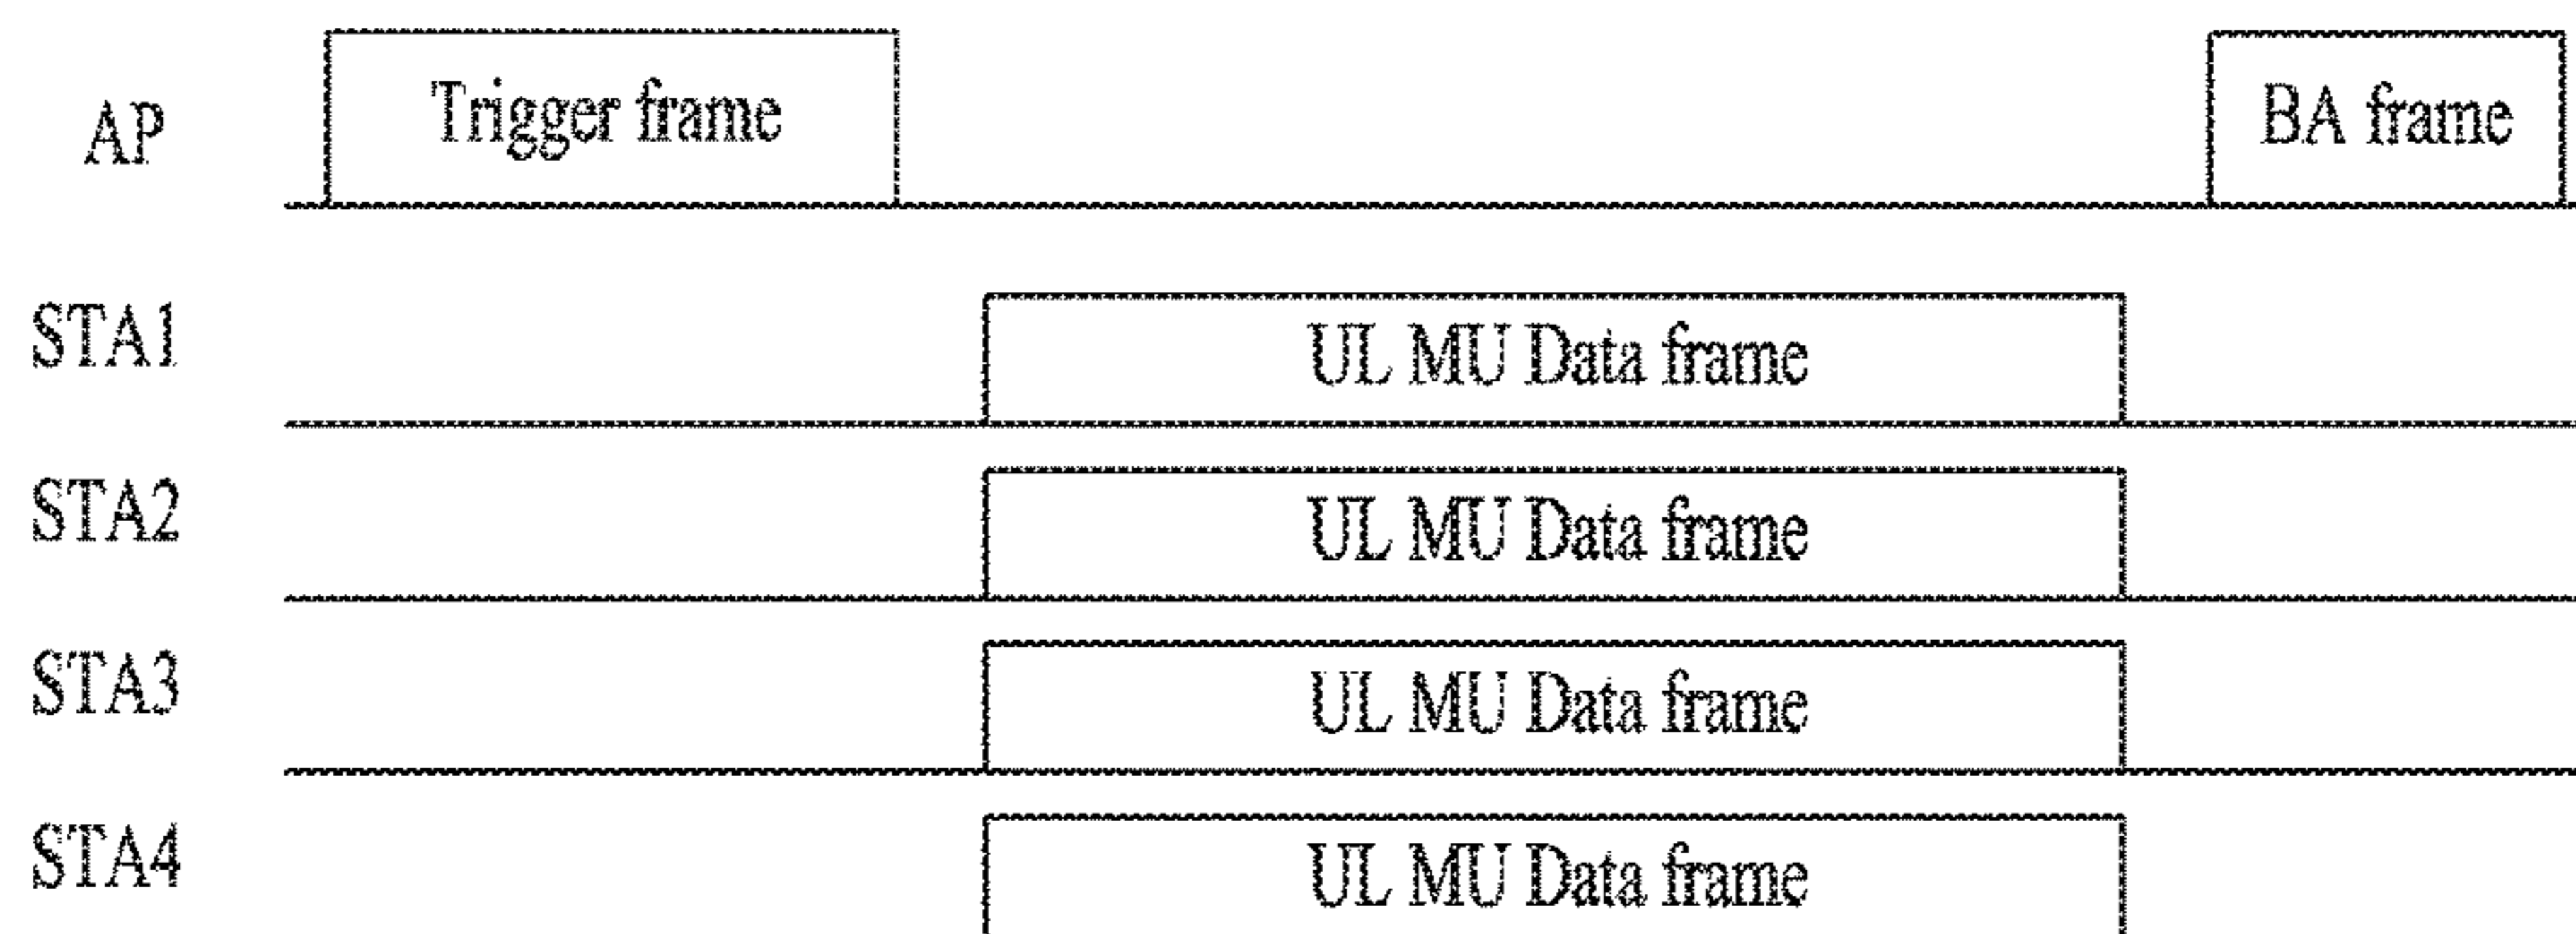 AP Trigger frame BA frame
STA1 UL MU Data frame
STA2 UL MU Data frame
STA3 UL MU Data frame
STA4 UL MU Data frame